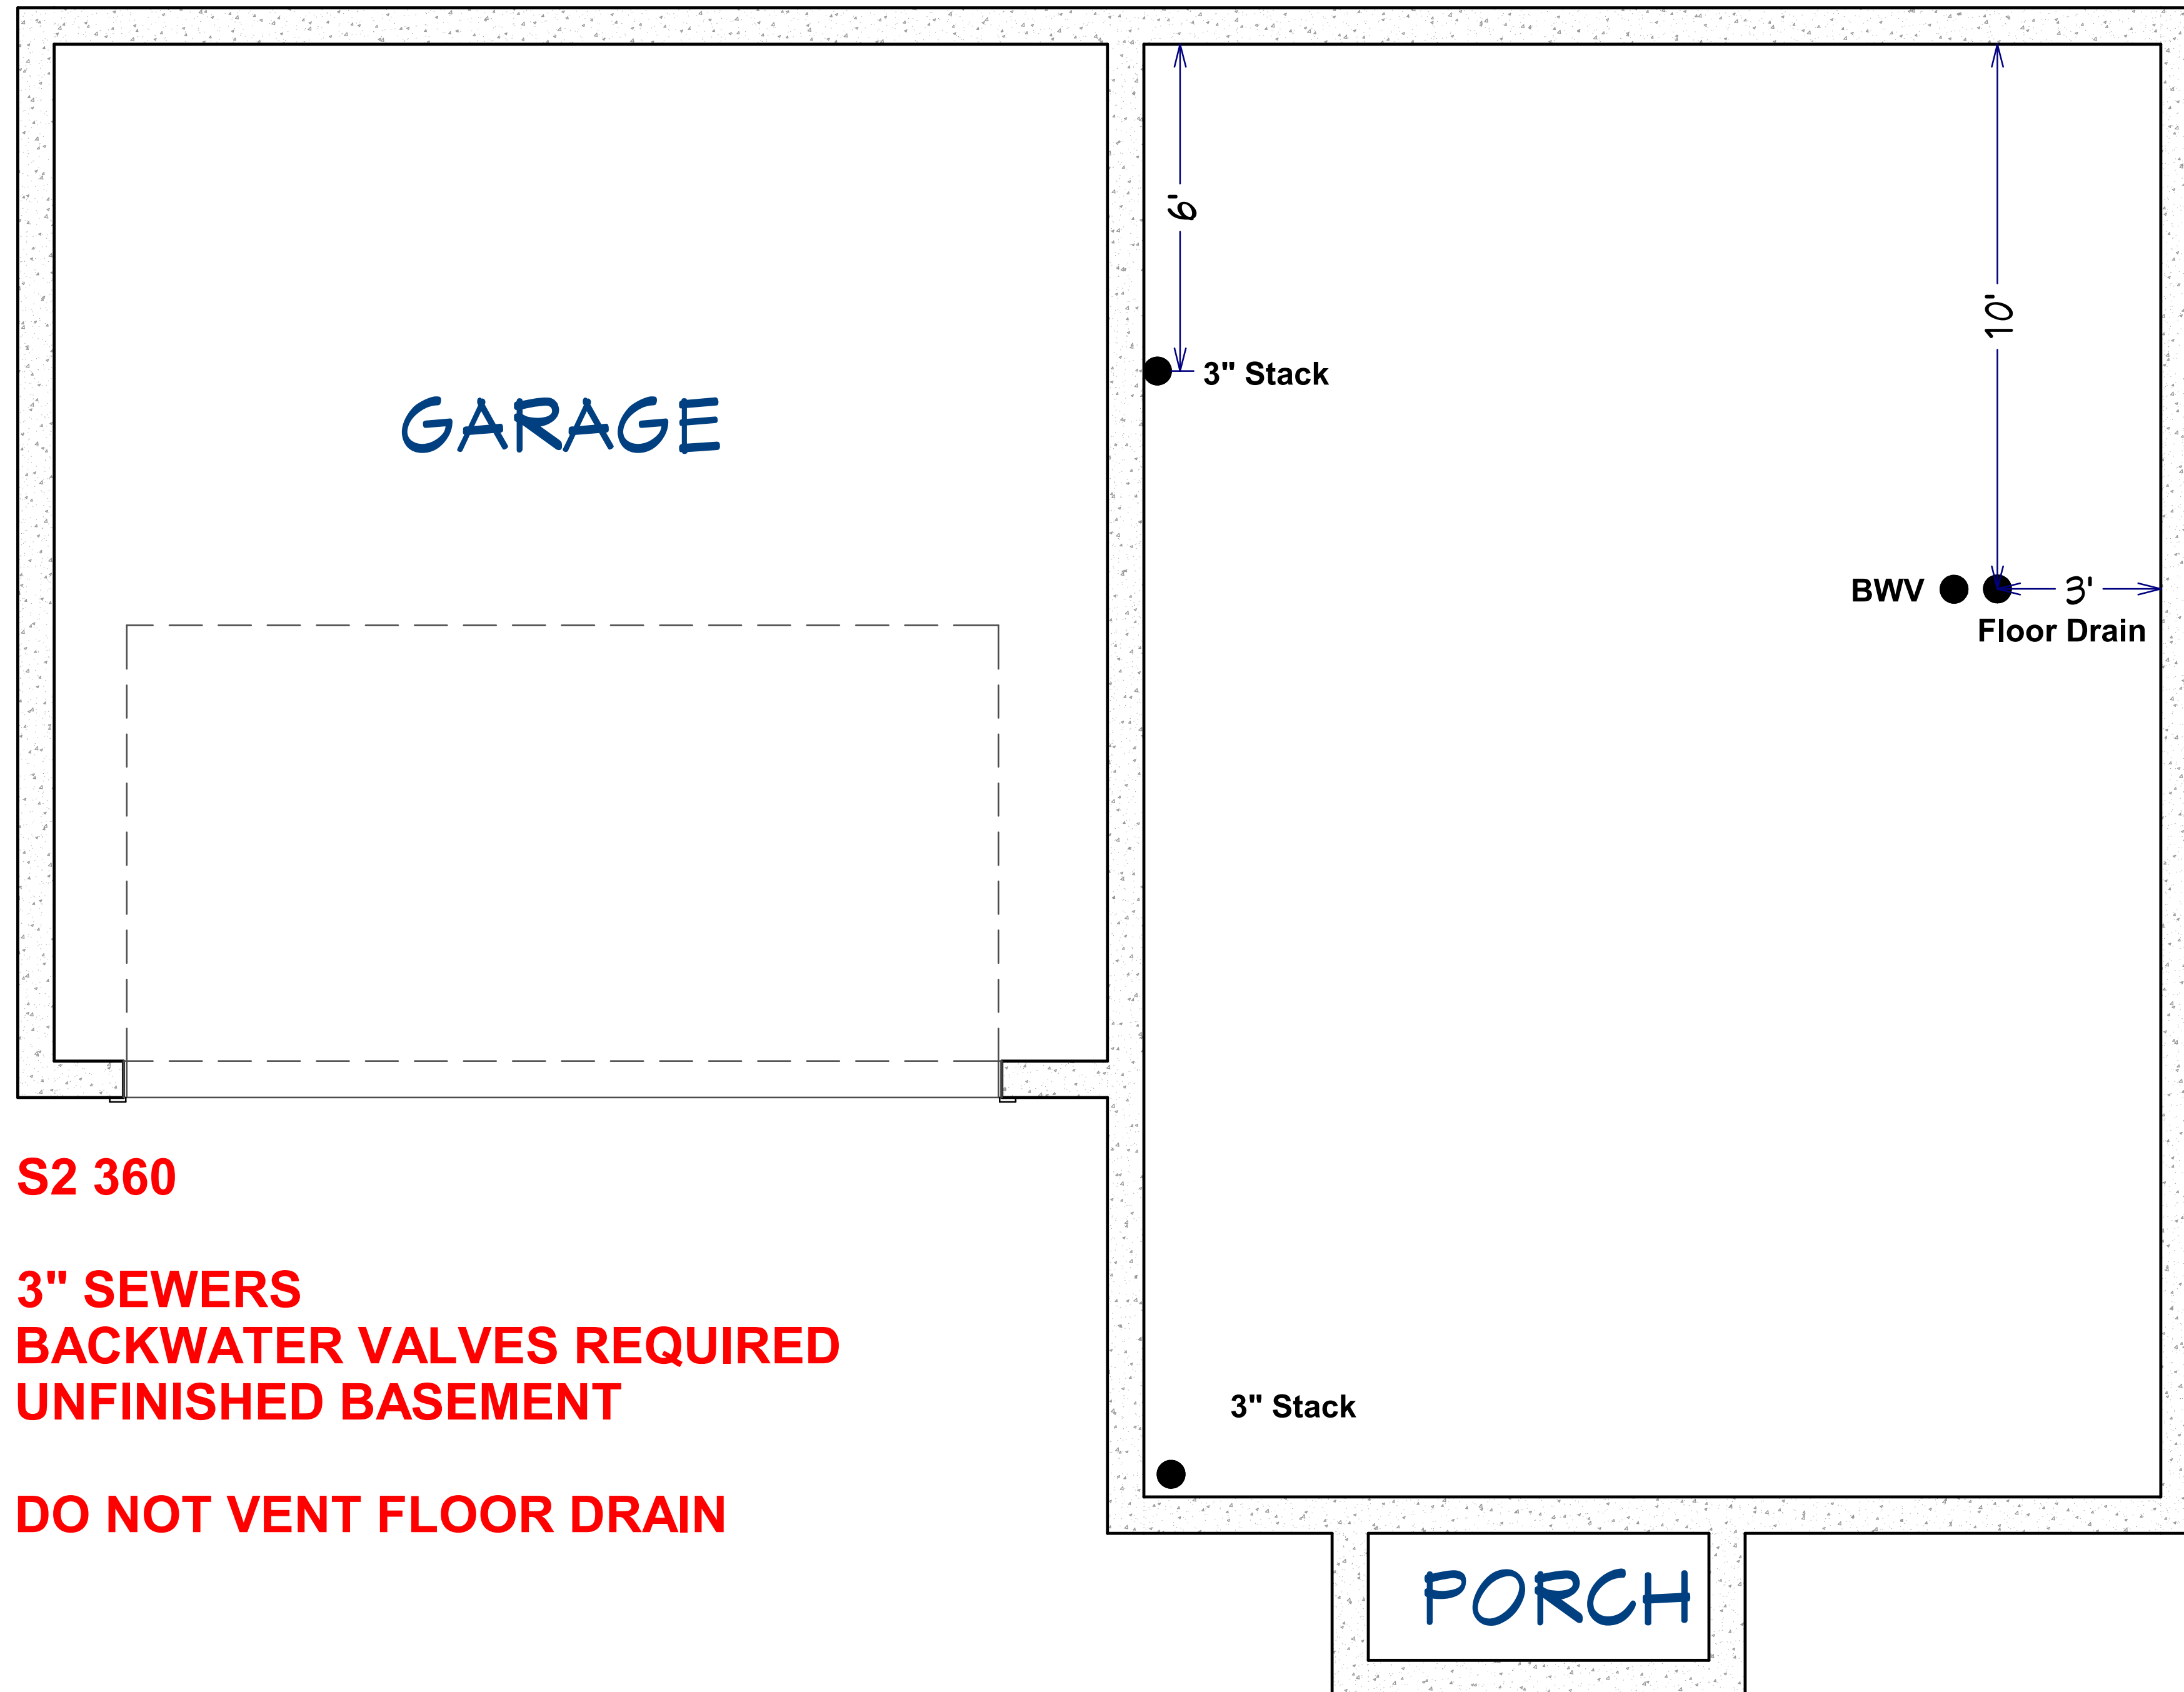 6'
10'
3" Stack
GARAGE
BWV
3'
Floor Drain
S2 360
3" SEWERS
BACKWATER VALVES REQUIRED
UNFINISHED BASEMENT
3" Stack
DO NOT VENT FLOOR DRAIN
PORCH